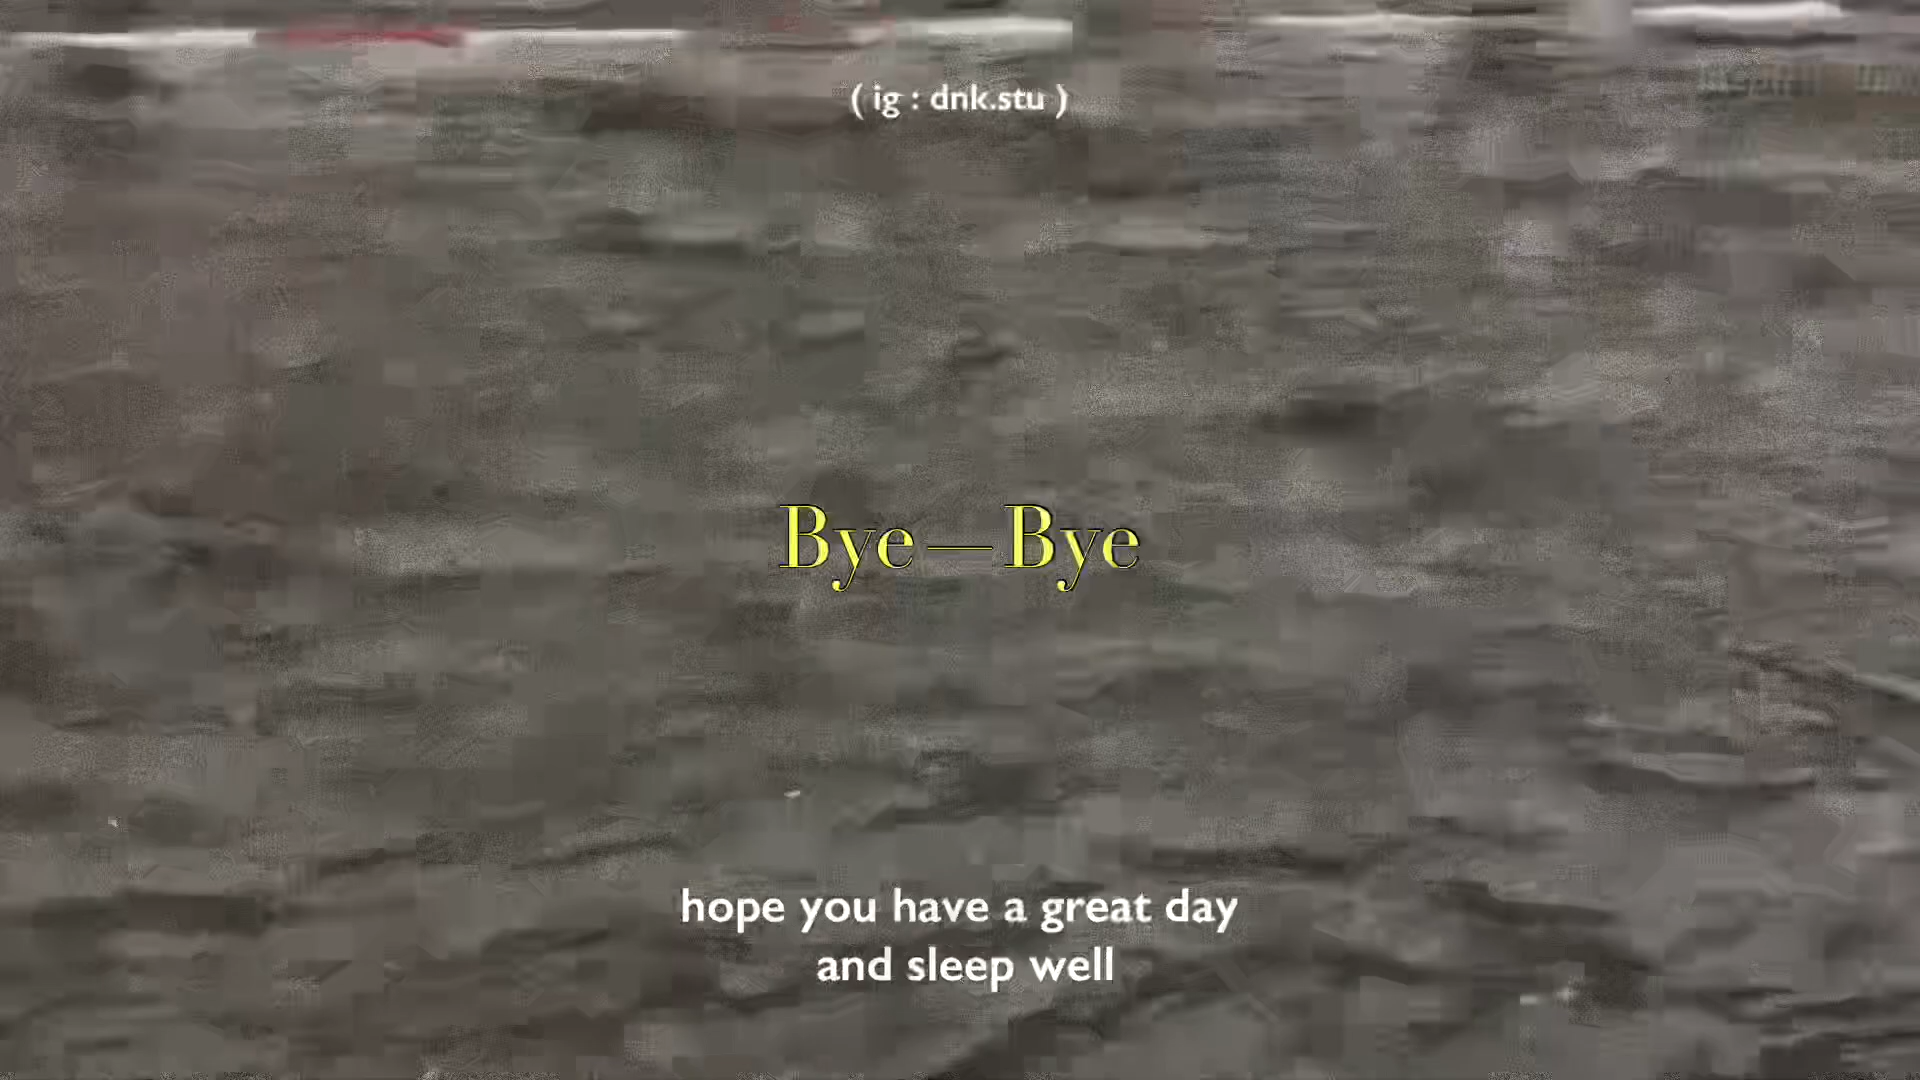 ( ig : dnk.stu )
Bye—Bye
hope you have a great day
and sleep well